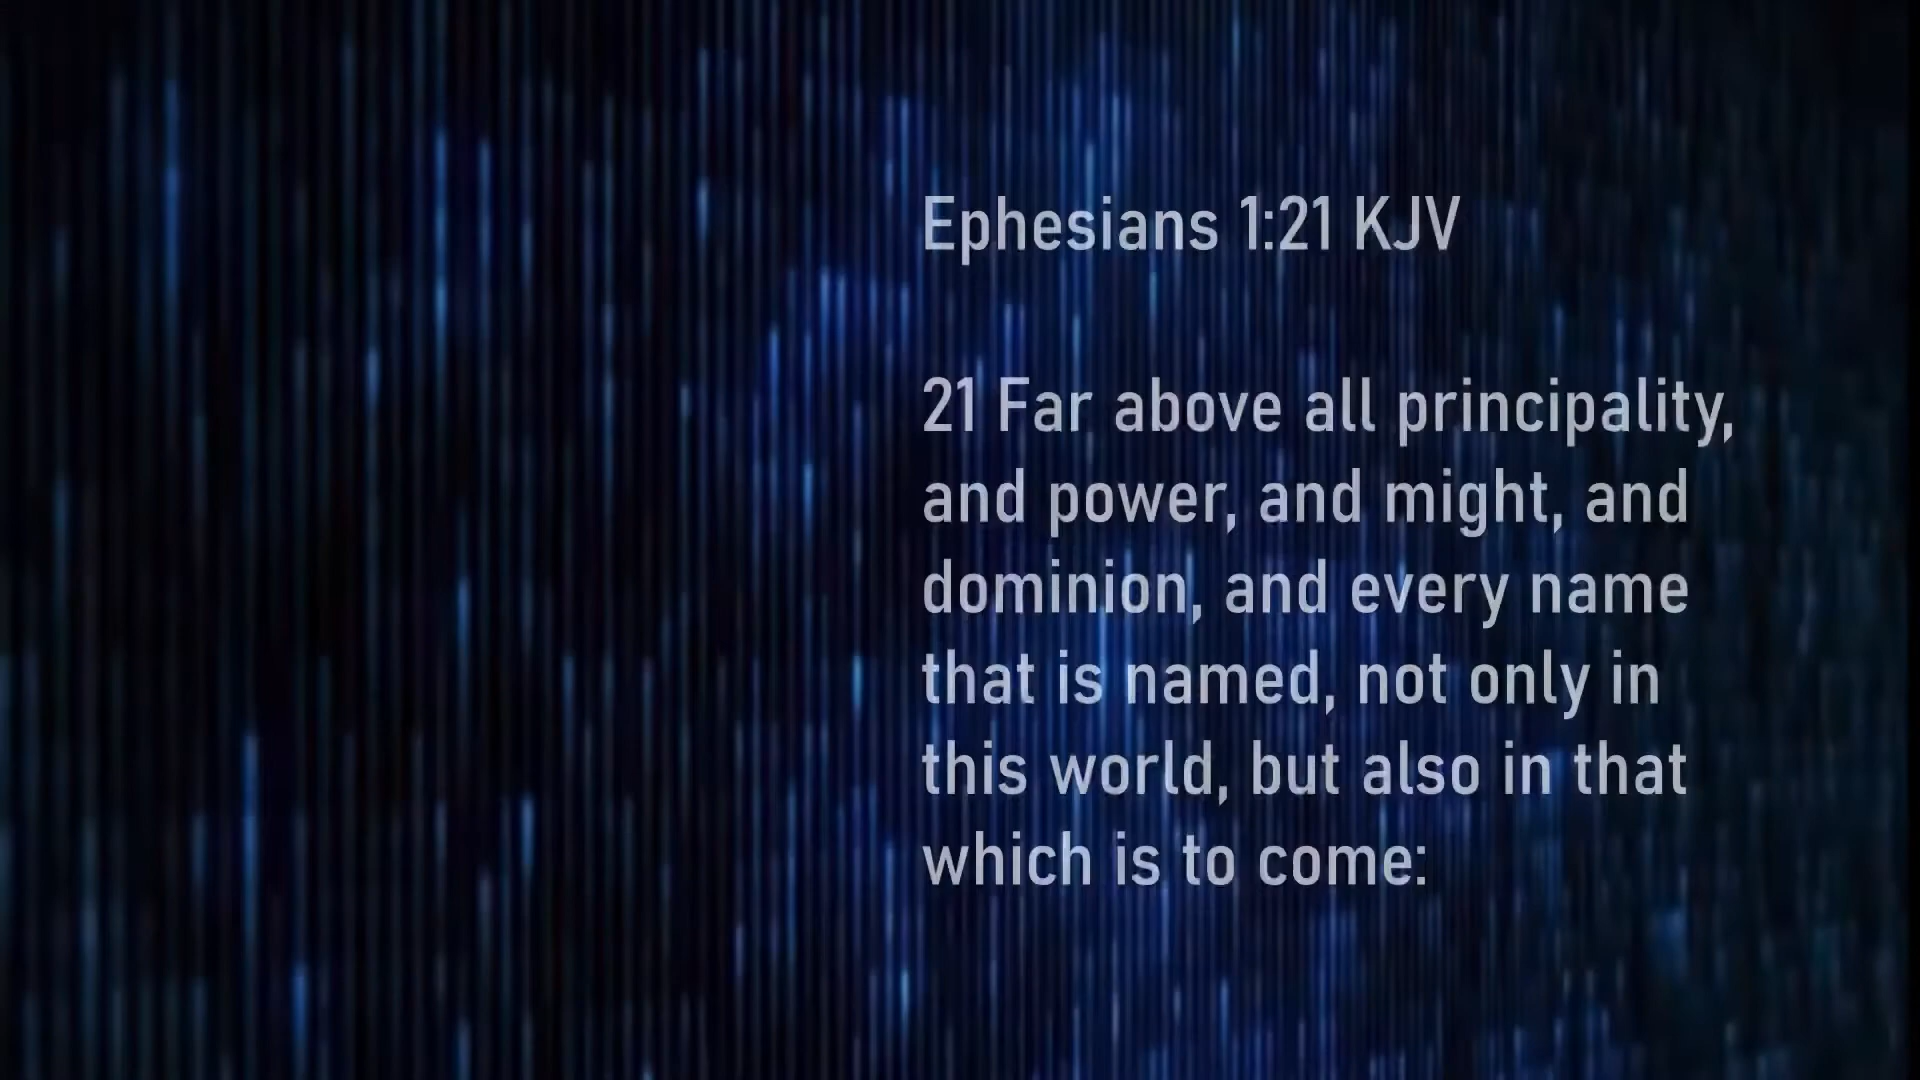 Ephesians 1:21 KJV
21 Far above all principality,
and power, and might, and
dominion, and every name
that is named, not only in
this world, but also in that
which is to come: